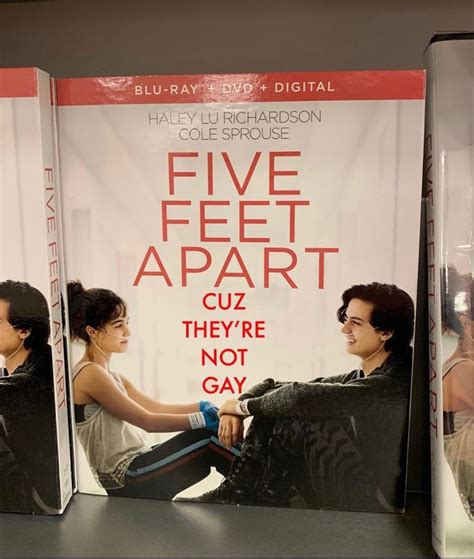 FIVE FEET APART
BLU-RAY + DVD + DIGITAL
HALEY LU RICHARDSON
COLE SPROUSE
FIVE
FEET
APART
CUZ
THEY'RE
NOT
GAY
FIVE FEET APART